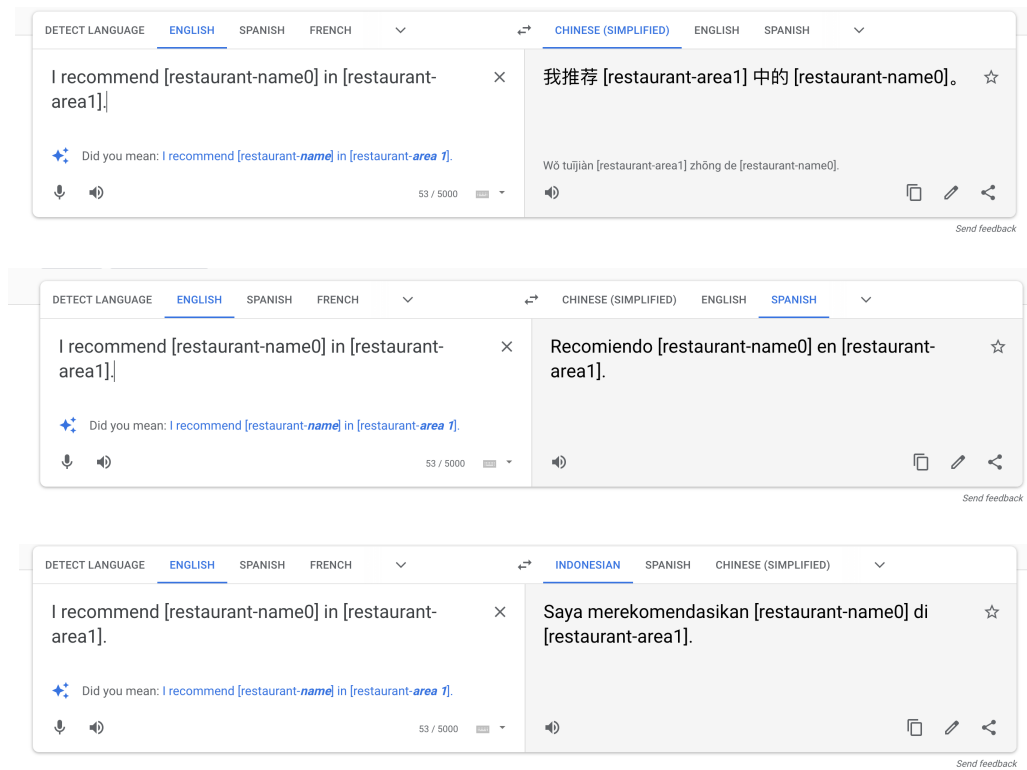 DETECT LANGUAGE ENGLISH SPANISH FRENCH CHINESE (SIMPLIFIED) ENGLISH SPANISH
I recommend [restaurant-name0] in [restaurant-
area1].
我推荐 [restaurant-area1] 中的 [restaurant-name0]。
Did you mean: I recommend [restaurant-name] in [restaurant-area 1].
Wǒ tuījiàn [restaurant-area1] zhōng de [restaurant-name0].
53 / 5000
Send feedback
DETECT LANGUAGE ENGLISH SPANISH FRENCH CHINESE (SIMPLIFIED) ENGLISH SPANISH
I recommend [restaurant-name0] in [restaurant-
area1].
Recomiendo [restaurant-name0] en [restaurant-
area1].
Did you mean: I recommend [restaurant-name] in [restaurant-area 1].
53 / 5000
Send feedback
DETECT LANGUAGE ENGLISH SPANISH FRENCH INDONESIAN SPANISH CHINESE (SIMPLIFIED)
I recommend [restaurant-name0] in [restaurant-
area1].
Saya merekomendasikan [restaurant-name0] di
[restaurant-area1].
Did you mean: I recommend [restaurant-name] in [restaurant-area 1].
53 / 5000
Send feedback